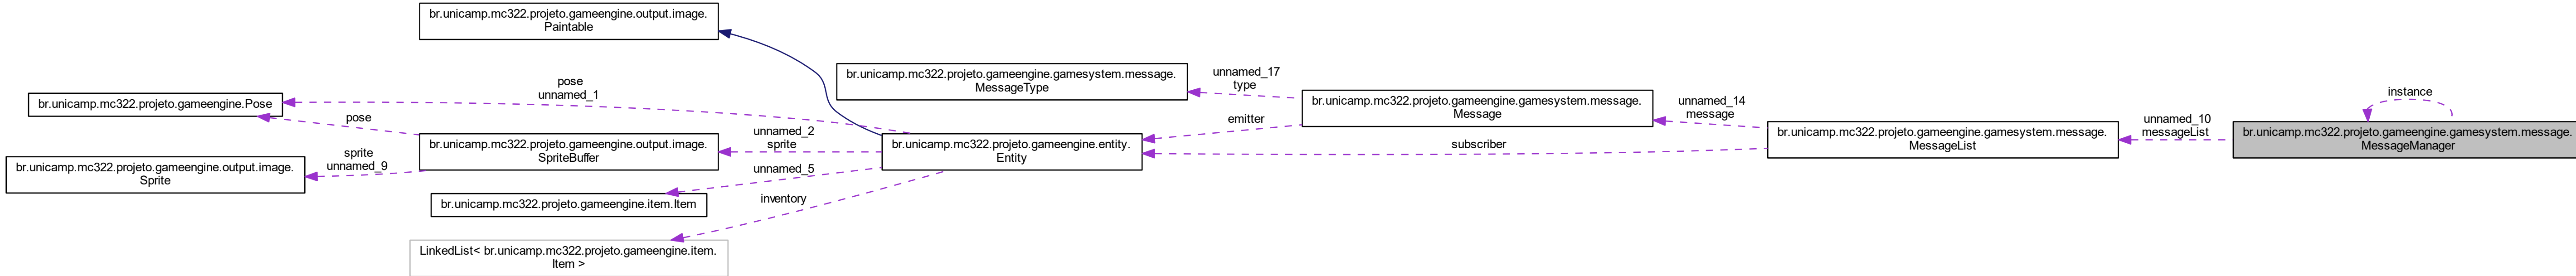 br.unicamp.mc322.projeto.gameengine.output.image.
Paintable
br.unicamp.mc322.projeto.gameengine.Pose
br.unicamp.mc322.projeto.gameengine.output.image.
Sprite
pose
unnamed_1
pose
sprite
unnamed_9
br.unicamp.mc322.projeto.gameengine.output.image.
SpriteBuffer
br.unicamp.mc322.projeto.gameengine.item.Item
LinkedList< br.unicamp.mc322.projeto.gameengine.item.
Item >
unnamed_2
sprite
unnamed_5
inventory
br.unicamp.mc322.projeto.gameengine.gamesystem.message.
MessageType
br.unicamp.mc322.projeto.gameengine.entity.
Entity
unnamed_17
type
emitter
subscriber
br.unicamp.mc322.projeto.gameengine.gamesystem.message.
Message
unnamed_14
message
br.unicamp.mc322.projeto.gameengine.gamesystem.message.
MessageList
unnamed_10
messageList
instance
br.unicamp.mc322.projeto.gameengine.gamesystem.message.
MessageManager